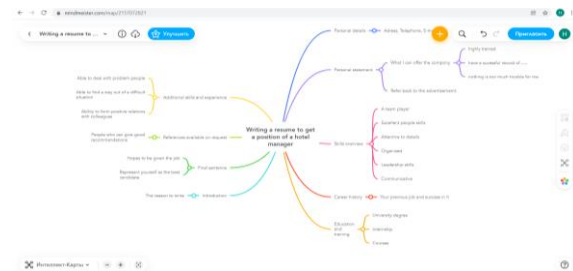 mindmeister.com/map/2157072821
Writing a resume to ...
Улучшить
Пригласить
Personal details
Adress, Telephone, E-
highly trained
What I can offer the company
have a sucessful record of ....
nothing is too much trouble for me
Personal statement
Refer back to the advertisement
Able to deal with problem people
Able to find a way out of a difficult
situation
Additional skills and experience
Ability to form positive relations
with colleagues
A team player
Excellent people skills
Attention to details
Writing a resume to get
a position of a hotel
manager
People who can give good
recommendations
References available on request
Skills overview
Organised
Leadership skills
Communicative
Hopes to be given the job
Final sentence
Represent yourself as the best
candidate
The reason to write
Introduction
Career history
Your previous job and success in it
University degree
Education
and
training
Internship
Courses
Интеллект-Карты